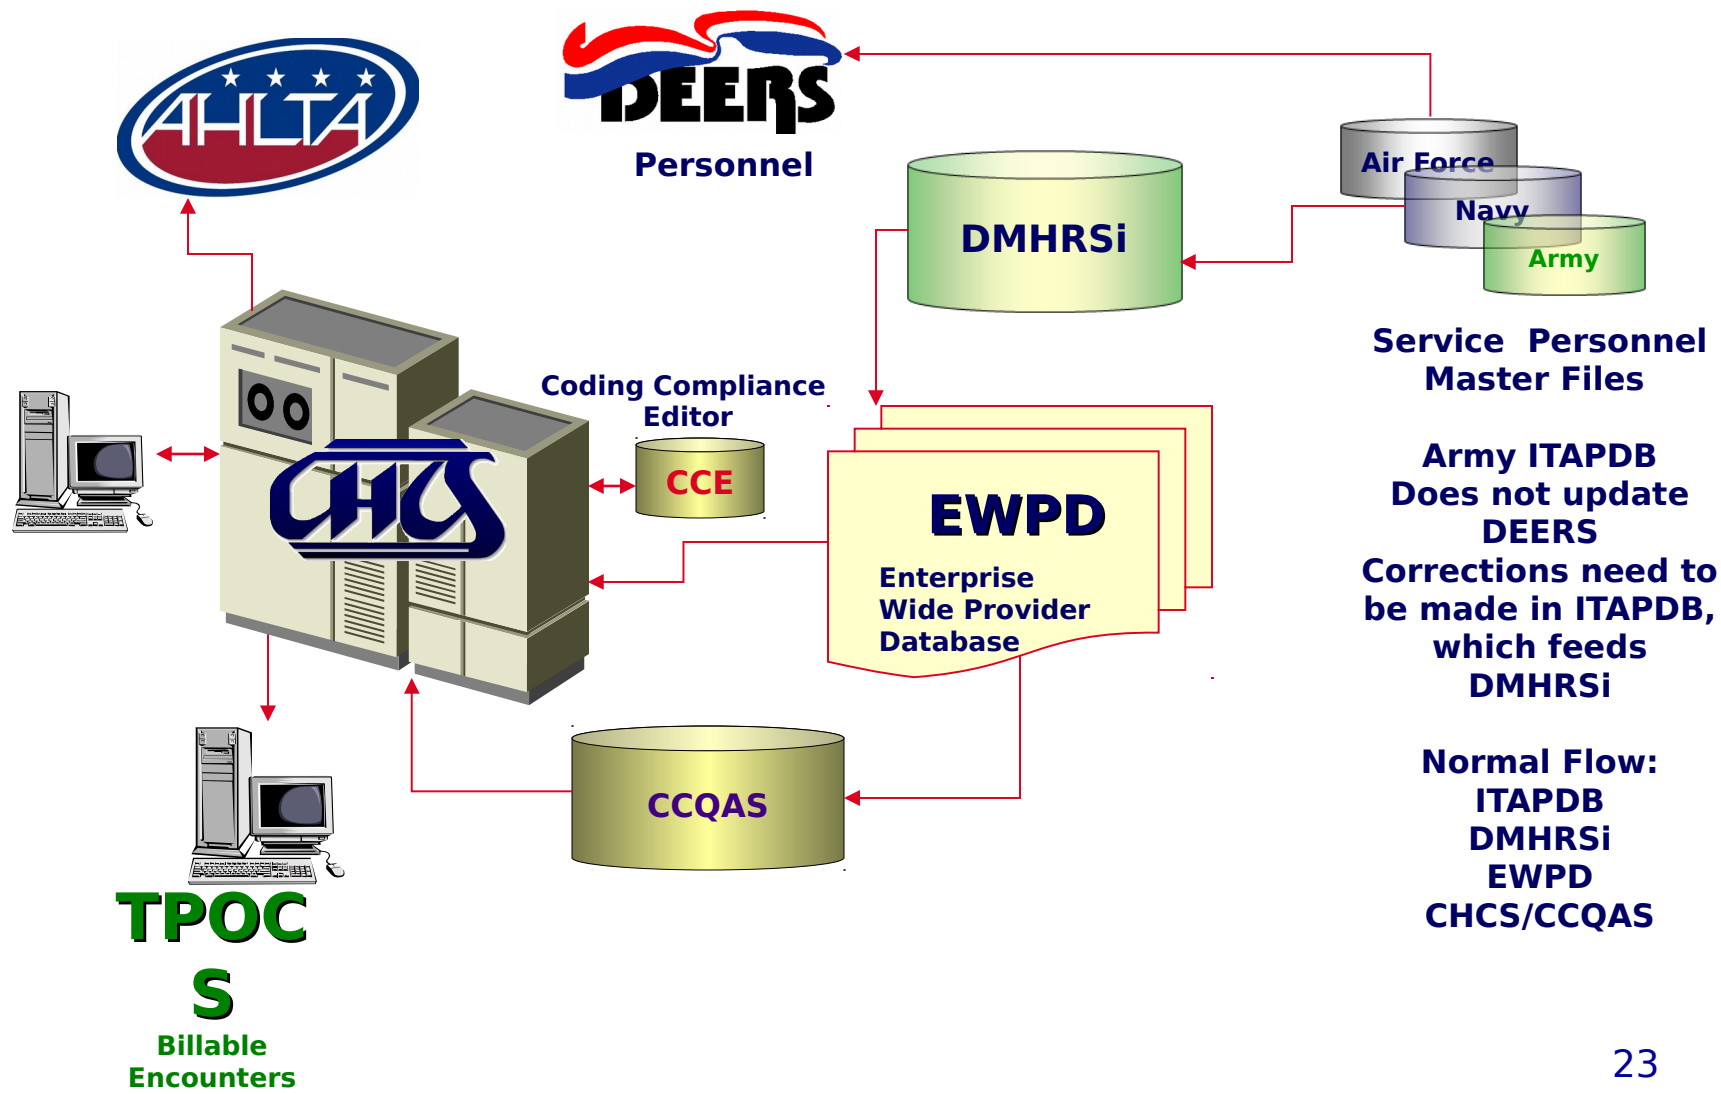 AHLTA
DEERS
Personnel
DMHRSi
Air Force
Navy
Army
Service Personnel
Master Files
Army ITAPDB
Does not update
DEERS
Corrections need to
be made in ITAPDB,
which feeds
DMHRSi
Normal Flow:
ITAPDB
DMHRSi
EWPD
CHCS/CCQAS
Coding Compliance
Editor
CCE
CHCS
EWPD
Enterprise
Wide Provider
Database
CCQAS
TPOC
S
Billable
Encounters
23